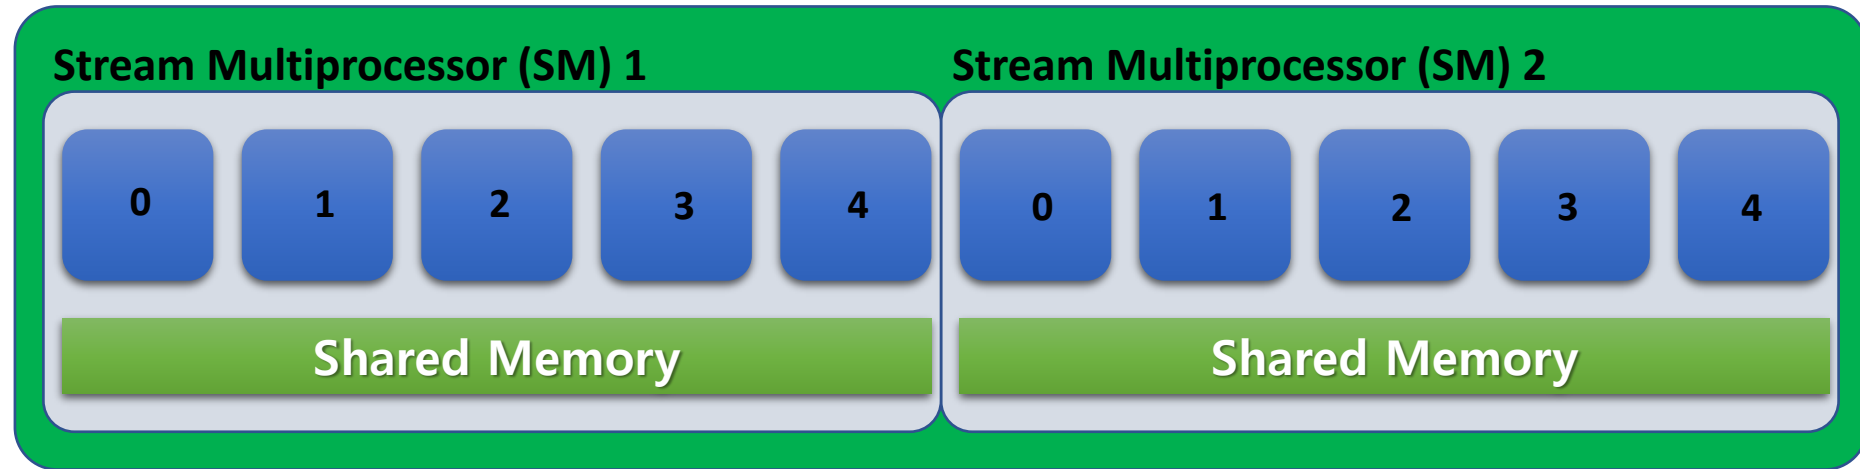 Stream Multiprocessor (SM) 1
0 1 2 3 4
Shared Memory
Stream Multiprocessor (SM) 2
0 1 2 3 4
Shared Memory